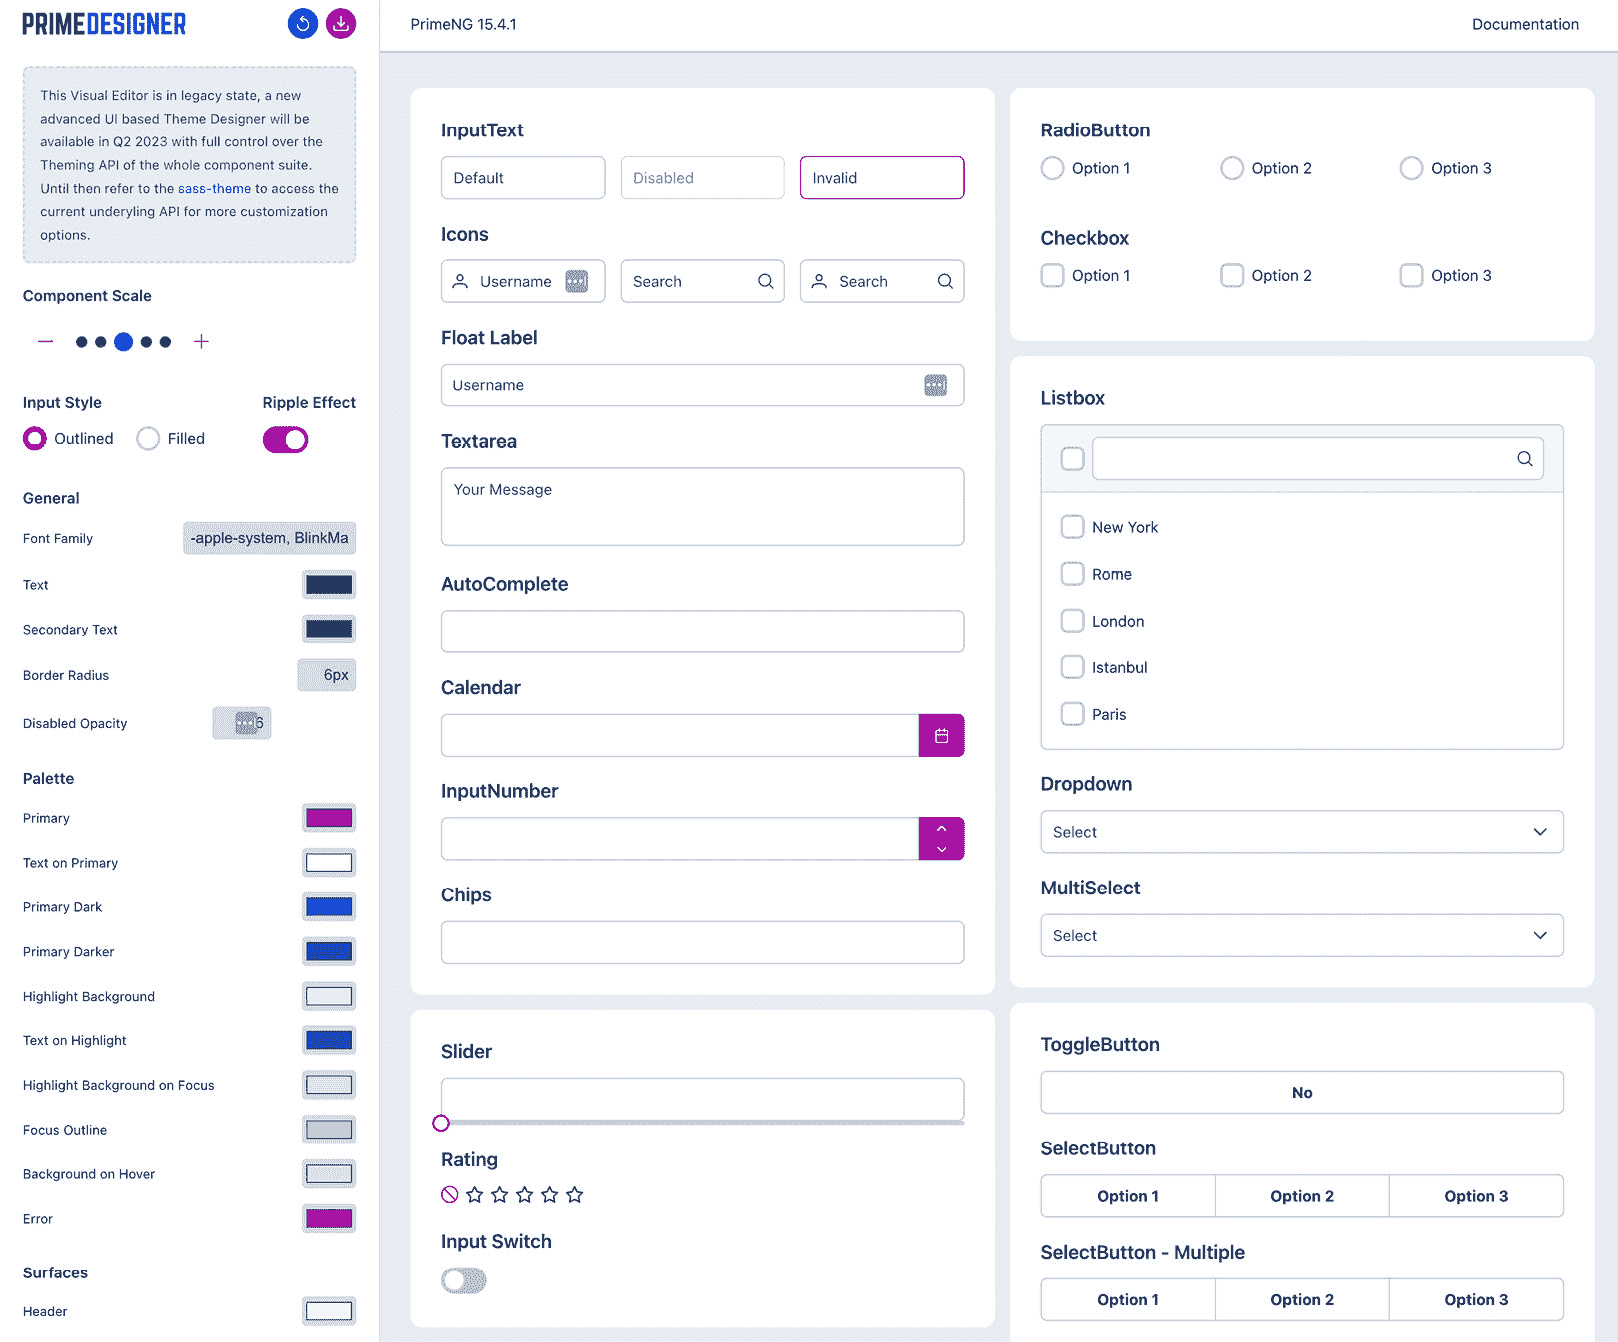 PRIMEDESIGNER
This Visual Editor is in legacy state, a new
advanced UI based Theme Designer will be
available in Q2 2023 with full control over the
Theming API of the whole component suite.
Until then refer to the sass-theme to access the
current underyling API for more customization
options.
Component Scale
Input Style
Ripple Effect
Outlined
Filled
General
Font Family
-apple-system, BlinkMa
Text
Secondary Text
Border Radius
6px
Disabled Opacity
6
Palette
Primary
Text on Primary
Primary Dark
Primary Darker
Highlight Background
Text on Highlight
Highlight Background on Focus
Focus Outline
Background on Hover
Error
Surfaces
Header
PrimeNG 15.4.1
Documentation
InputText
Default
Disabled
Invalid
Icons
Username
Search
Search
Float Label
Username
Textarea
Your Message
AutoComplete
Calendar
InputNumber
Chips
Slider
Rating
Input Switch
RadioButton
Option 1
Option 2
Option 3
Checkbox
Option 1
Option 2
Option 3
Listbox
New York
Rome
London
Istanbul
Paris
Dropdown
Select
MultiSelect
Select
ToggleButton
No
SelectButton
Option 1
Option 2
Option 3
SelectButton - Multiple
Option 1
Option 2
Option 3